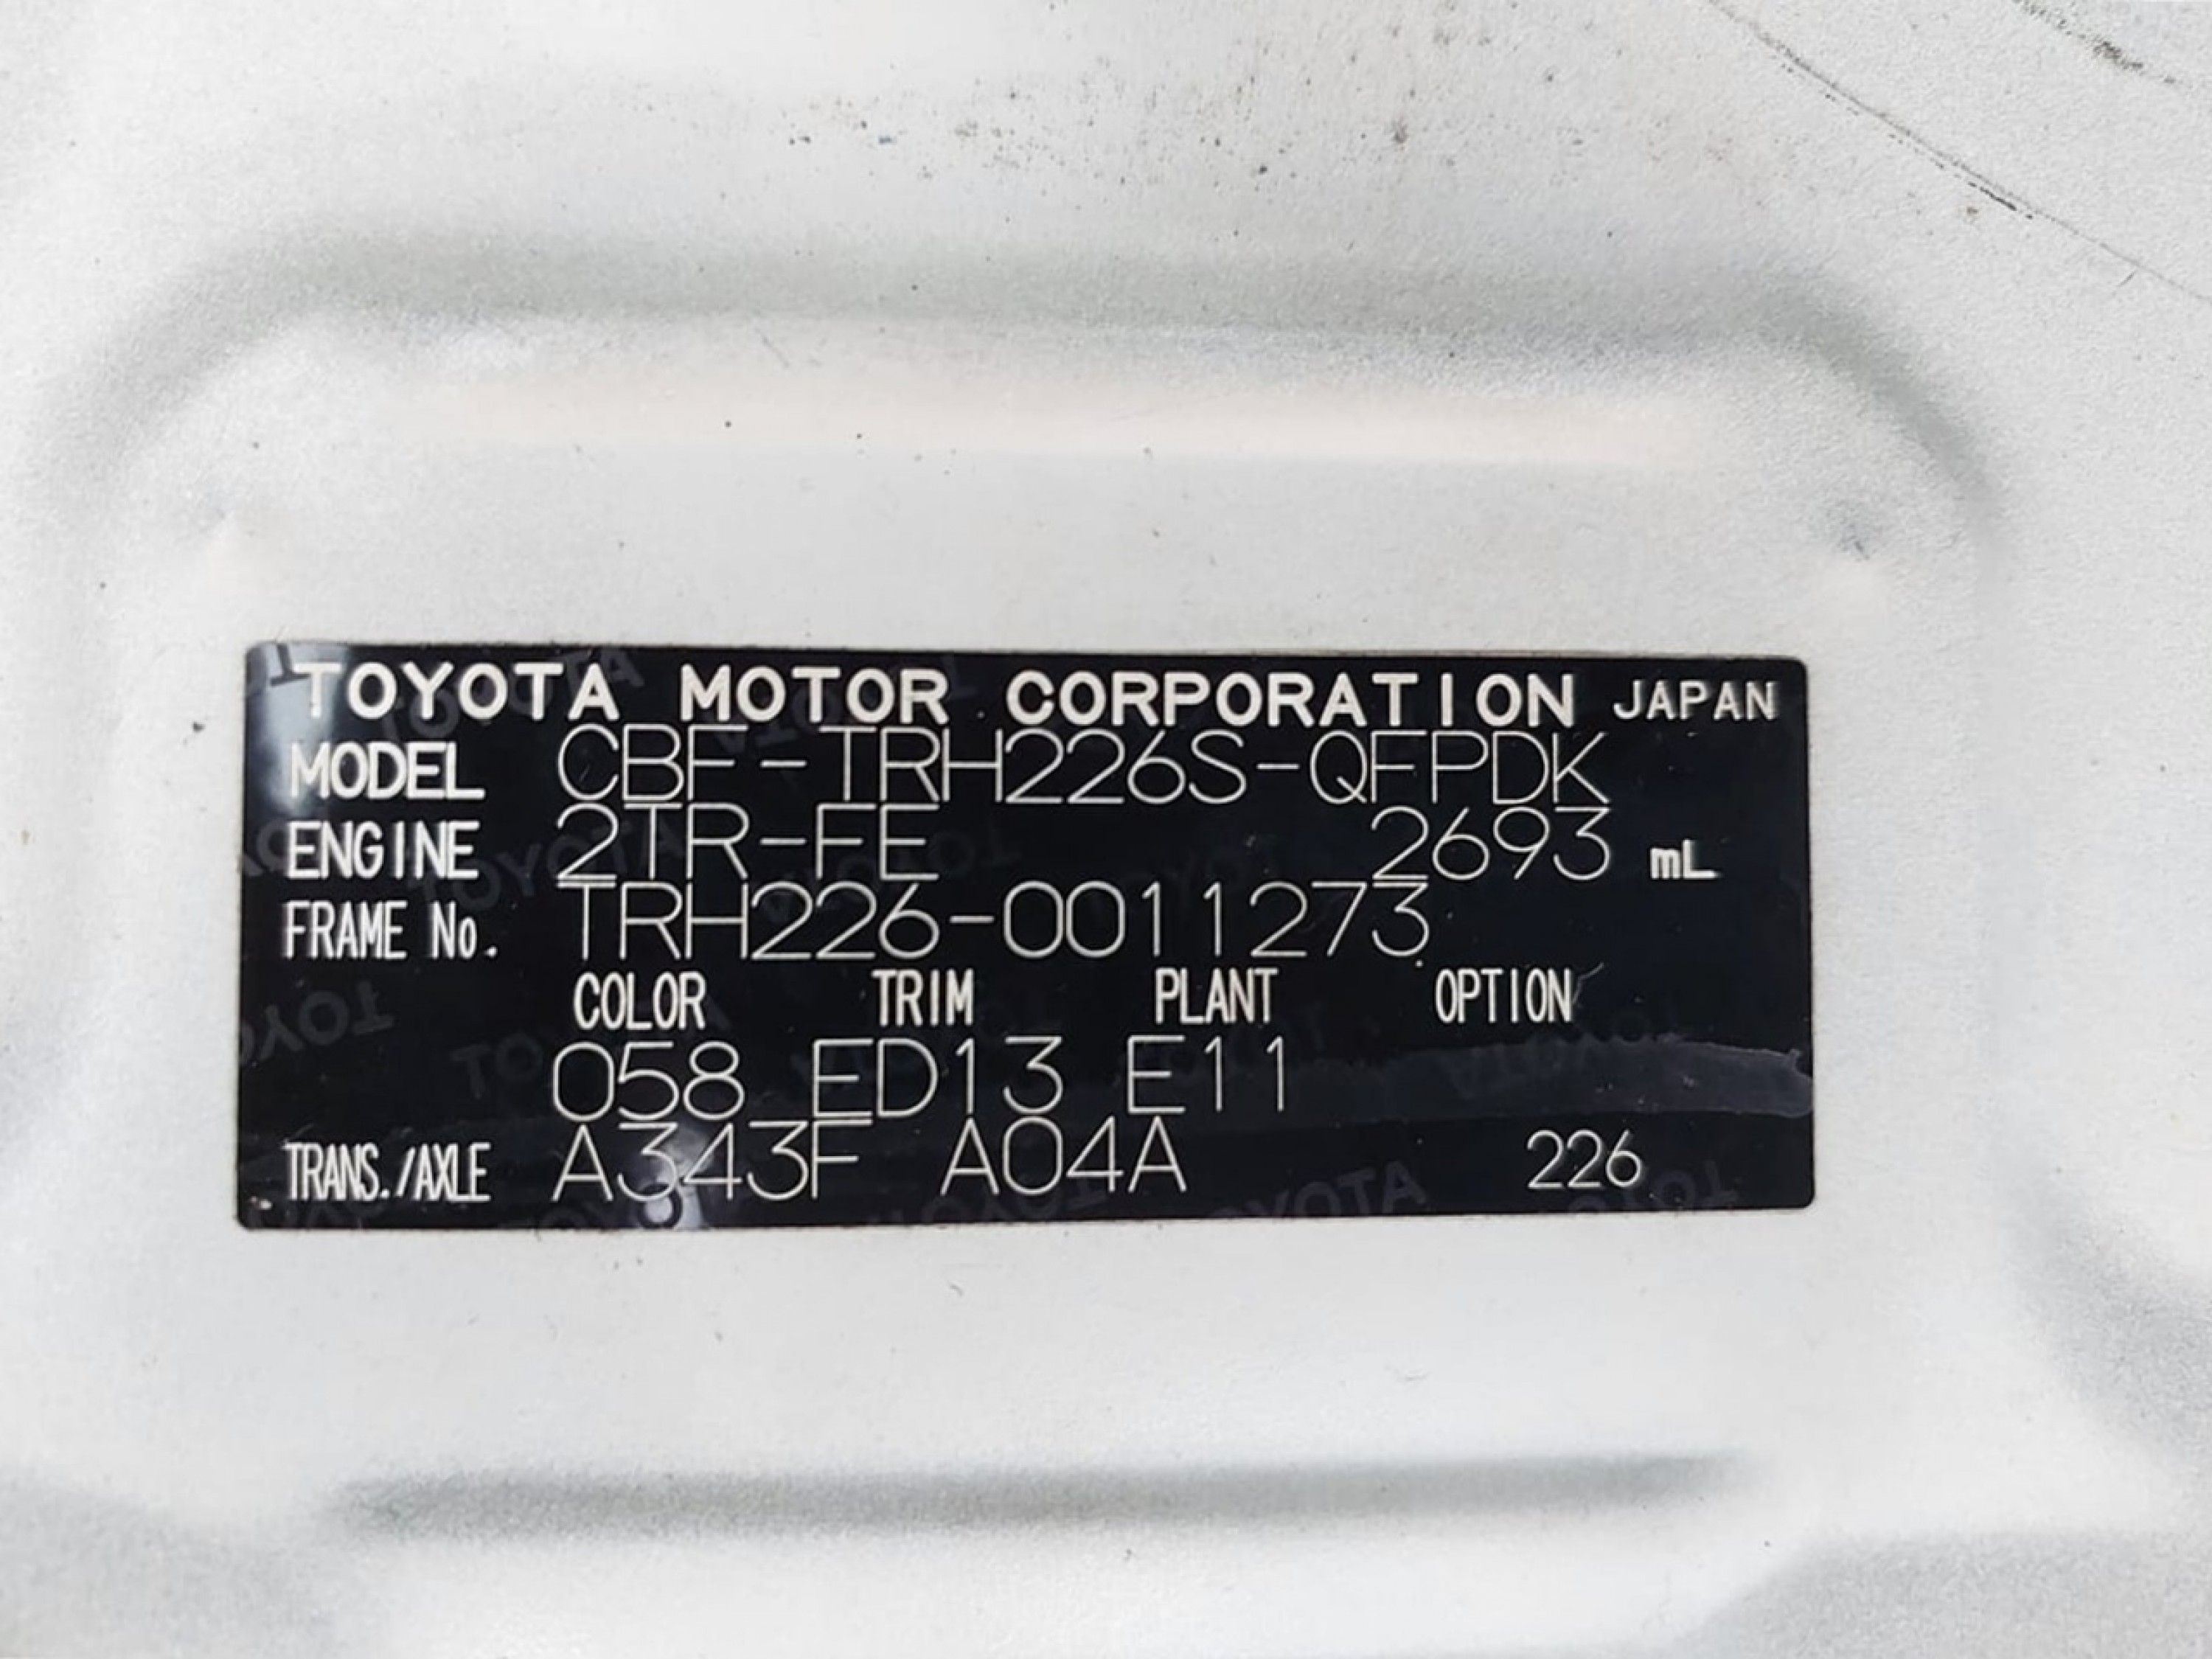 TOYOTA MOTOR CORPORATION JAPAN
MODEL CBF-TRH226S-QFPDK
ENGINE 2TR-FE 2693 mL
FRAME No. TRH226-0011273
COLOR TRIM PLANT OPTION
058 ED13 E11
TRANS./AXLE A343F A04A 226